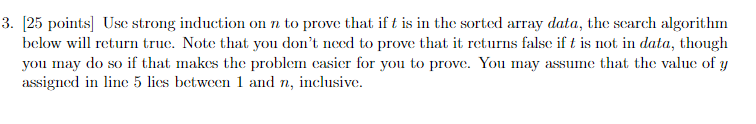 3. [25 points] Use strong induction on n to prove that if t is in the sorted array data, the search algorithm
below will return true. Note that you don't need to prove that it returns false if t is not in data, though
you may do so if that makes the problem easier for you to prove. You may assume that the value of y
assigned in line 5 lies between 1 and n, inclusive.